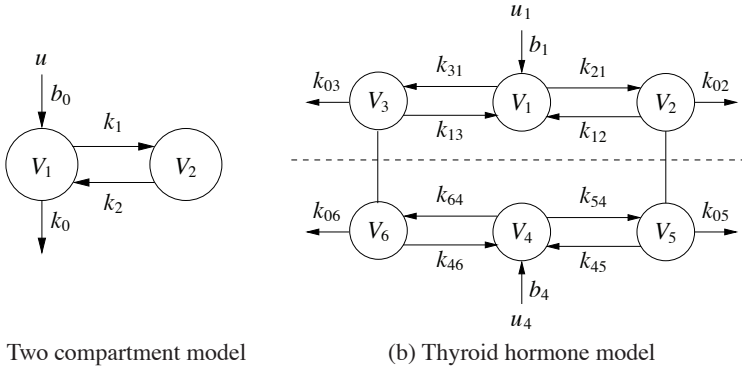 u
b₀
k₁
V₁
V₂
k₂
k₀
Two compartment model
u₁
b₁
k₀₃
k₃₁
k₂₁
k₀₂
V₃
V₁
V₂
k₁₃
k₁₂
k₀₆
k₆₄
k₅₄
k₀₅
V₆
V₄
V₅
k₄₆
k₄₅
b₄
u₄
(b) Thyroid hormone model